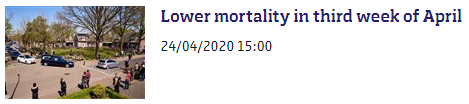 Lower mortality in third week of April
24/04/2020 15:00